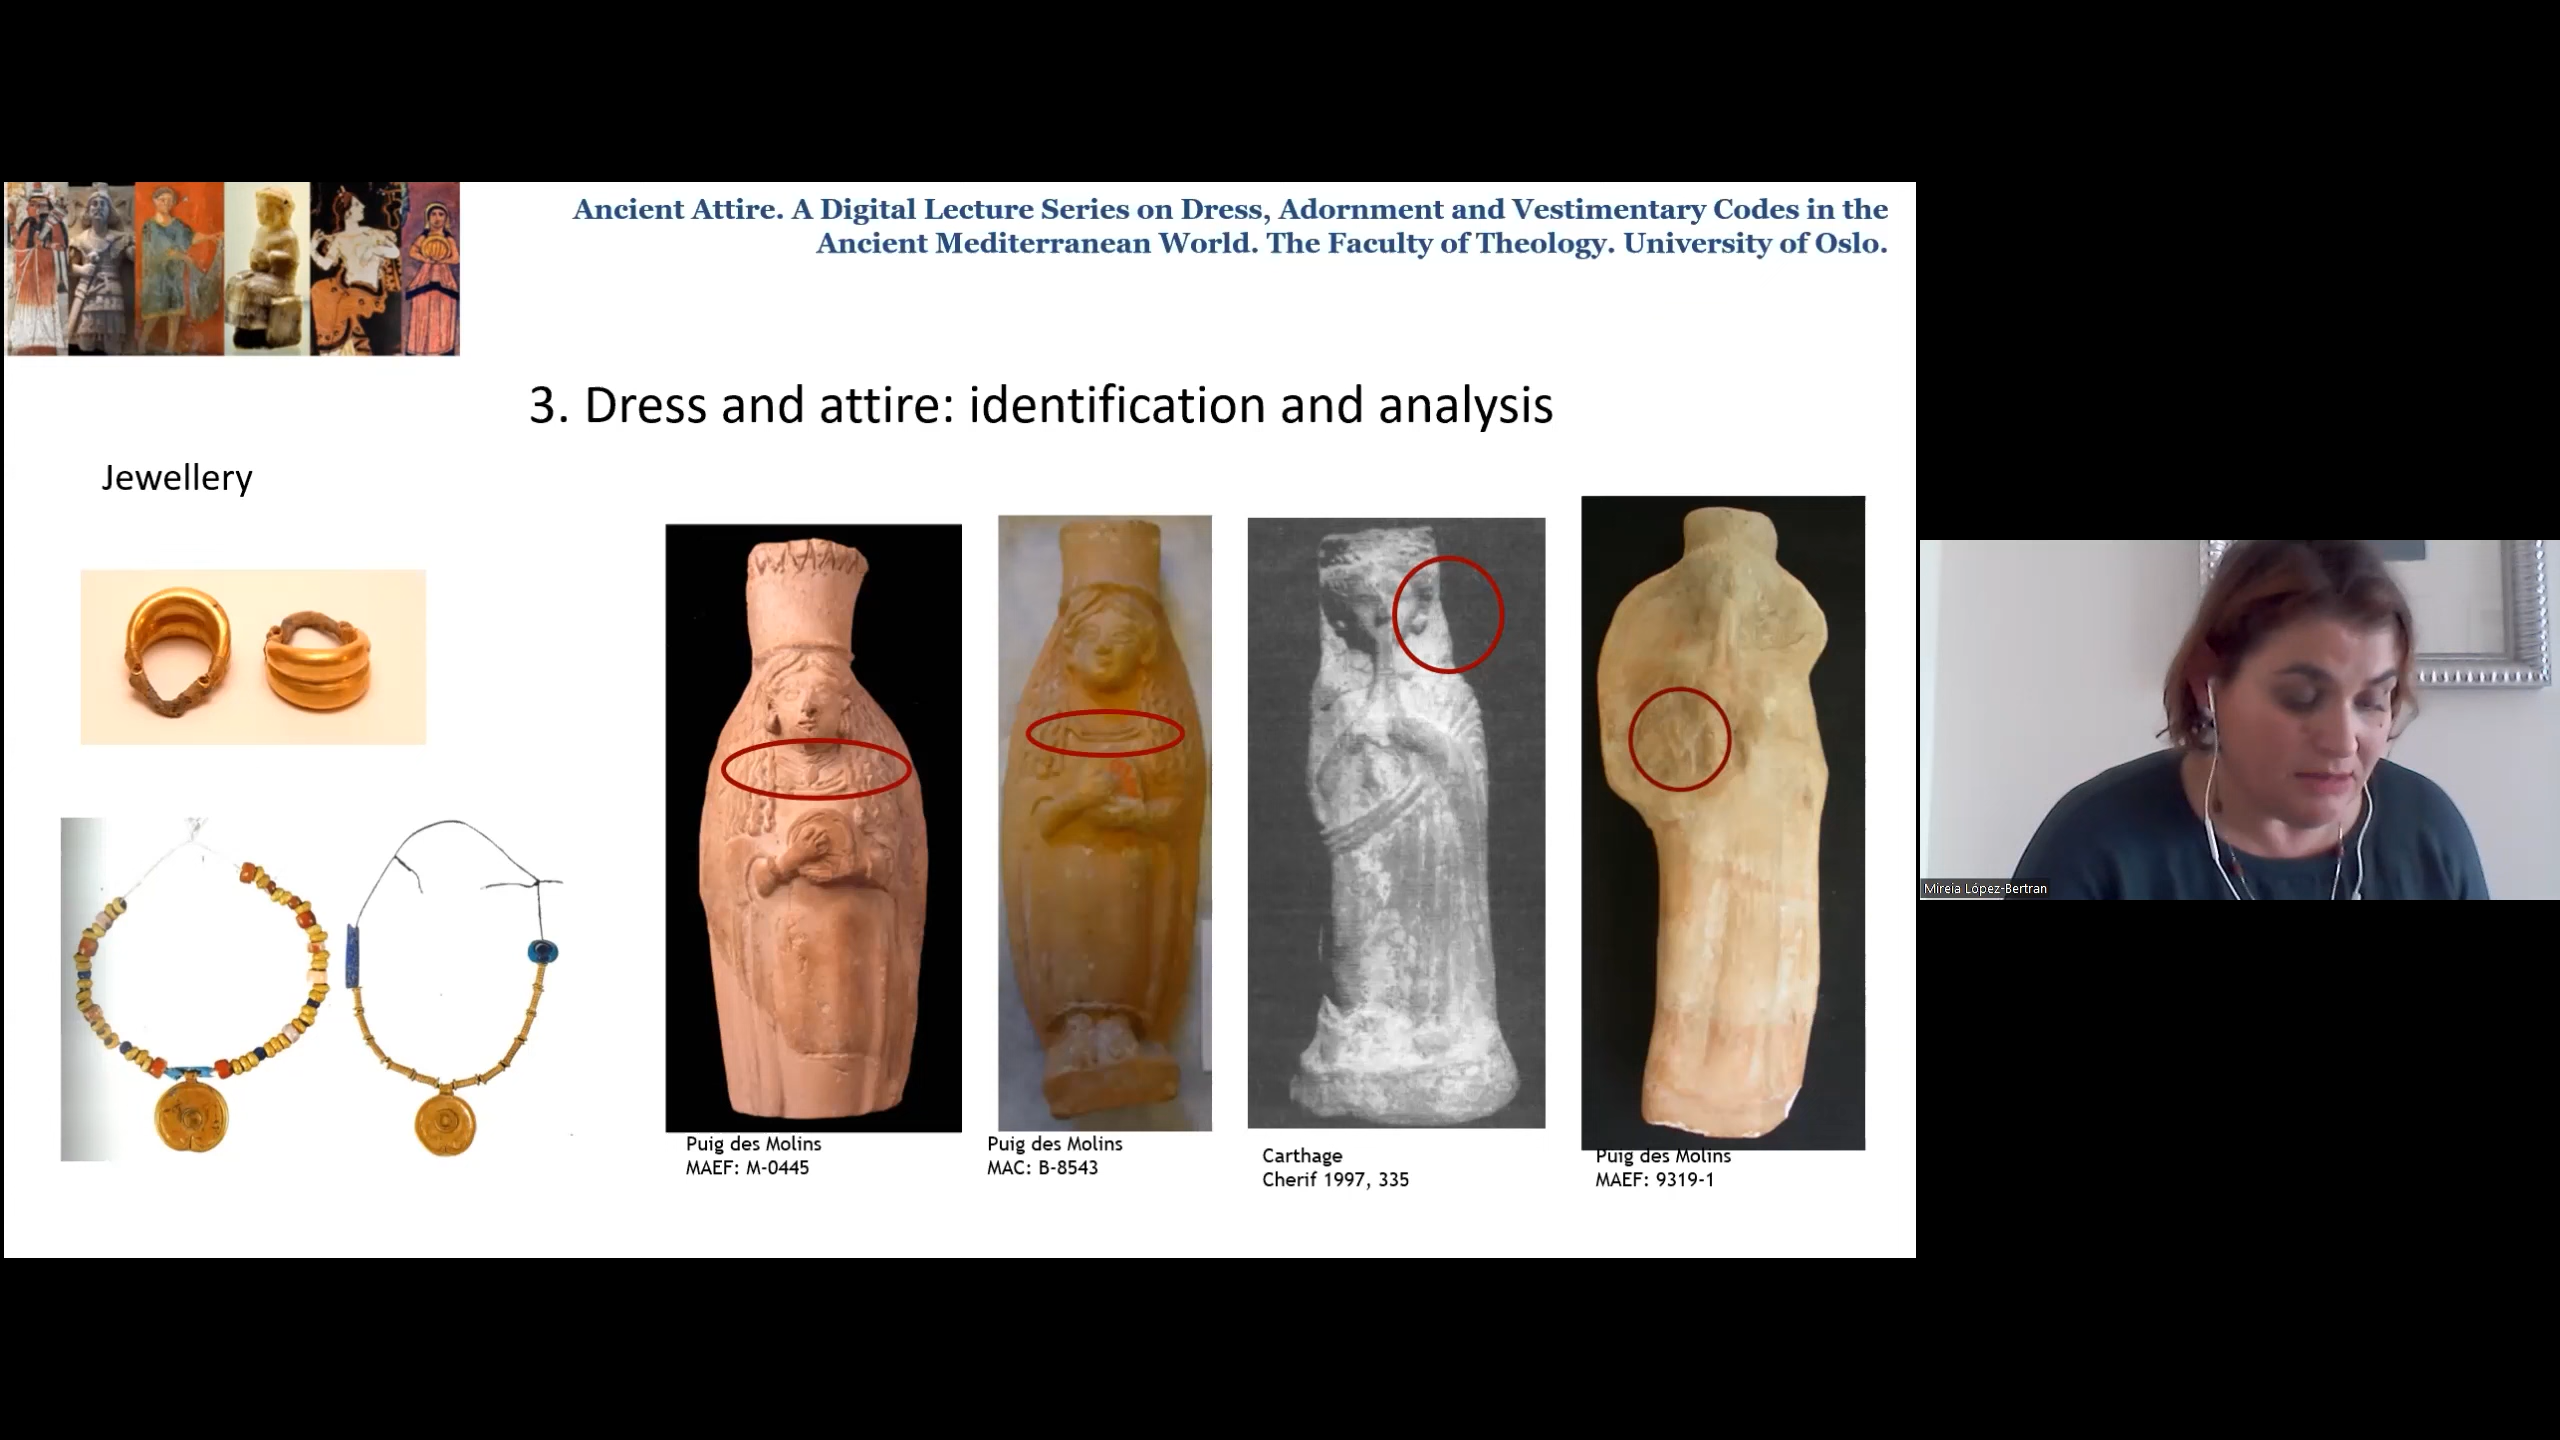 Ancient Attire. A Digital Lecture Series on Dress, Adornment and Vestimentary Codes in the
Ancient Mediterranean World. The Faculty of Theology. University of Oslo.
3. Dress and attire: identification and analysis
Jewellery
Puig des Molins
MAEF: M-0445
Puig des Molins
MAC: B-8543
Carthage
Cherif 1997, 335
Puig des Molins
MAEF: 9319-1
Mireia López-Bertran